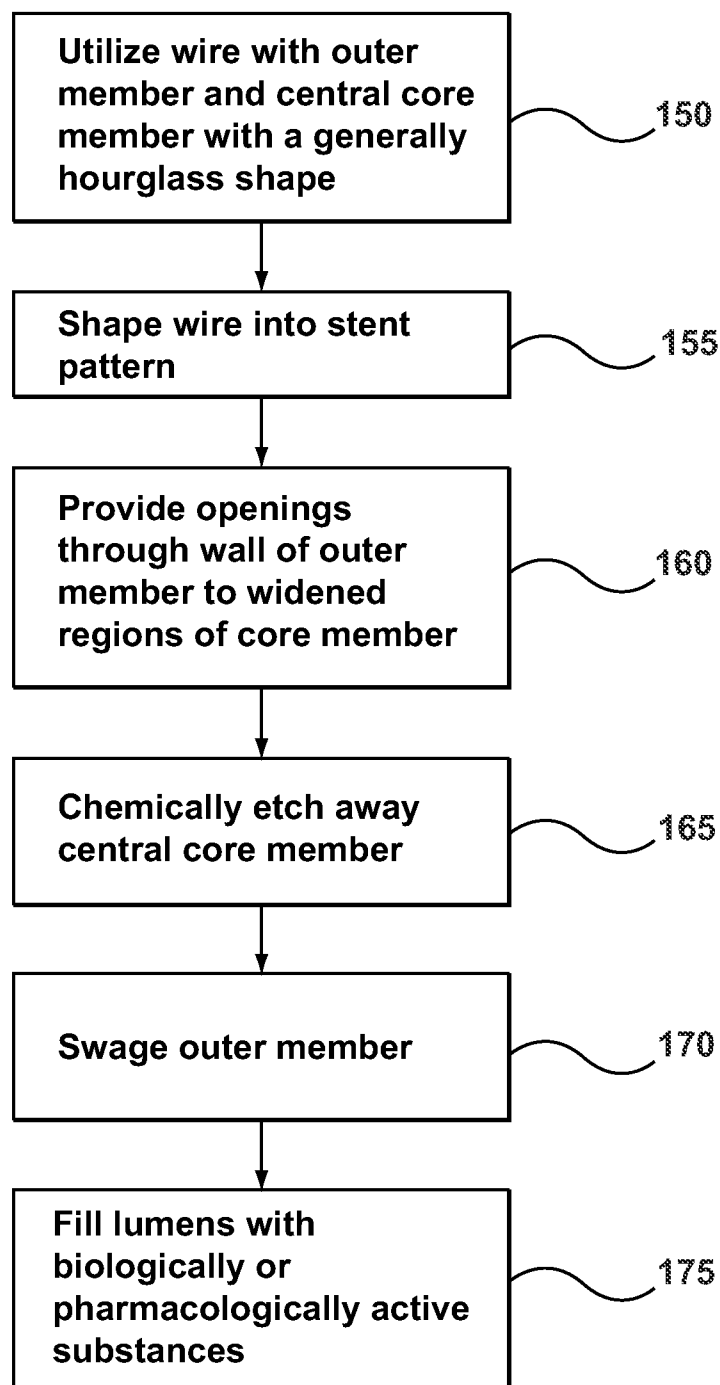 Utilize wire with outer
member and central core
member with a generally
hourglass shape
150
Shape wire into stent
pattern
155
Provide openings
through wall of outer
member to widened
regions of core member
160
Chemically etch away
central core member
165
Swage outer member
170
Fill lumens with
biologically or
pharmacologically active
substances
175